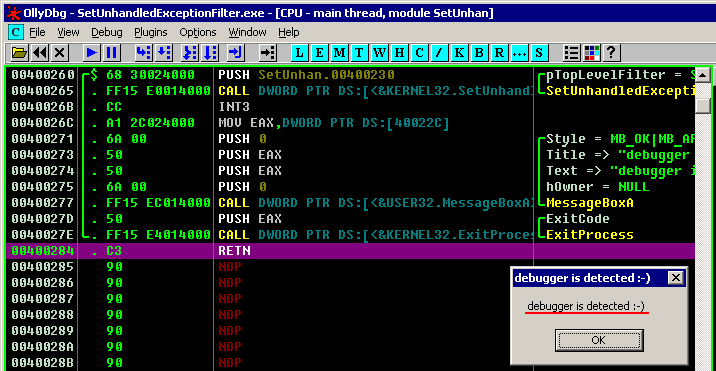 OllyDbg - SetUnhandledExceptionFilter.exe - [CPU - main thread, module SetUnhan]
C File View Debug Plugins Options Window Help
L E M T W H C / K B R ... S ?
00400260 $ 68 30024000 PUSH SetUnhan.00400230 pTopLevelFilter = S
00400265 . FF15 E0014000 CALL DWORD PTR DS:[<&KERNEL32.SetUnhandl SetUnhandledExcepti
0040026B . CC INT3
0040026C . A1 2C024000 MOV EAX,DWORD PTR DS:[40022C]
00400271 . 6A 00 PUSH 0 Style = MB_OK|MB_AP
00400273 . 50 PUSH EAX Title => "debugger
00400274 . 50 PUSH EAX Text => "debugger i
00400275 . 6A 00 PUSH 0 hOwner = NULL
00400277 . FF15 EC014000 CALL DWORD PTR DS:[<&USER32.MessageBoxA> MessageBoxA
0040027D . 50 PUSH EAX ExitCode
0040027E . FF15 E4014000 CALL DWORD PTR DS:[<&KERNEL32.ExitProces ExitProcess
00400284 . C3 RETN
00400285 90 NOP
00400286 90 NOP
00400287 90 NOP
00400288 90 NOP
00400289 90 NOP
0040028A 90 NOP
0040028B 90 NOP
debugger is detected :-)
debugger is detected :-)
OK